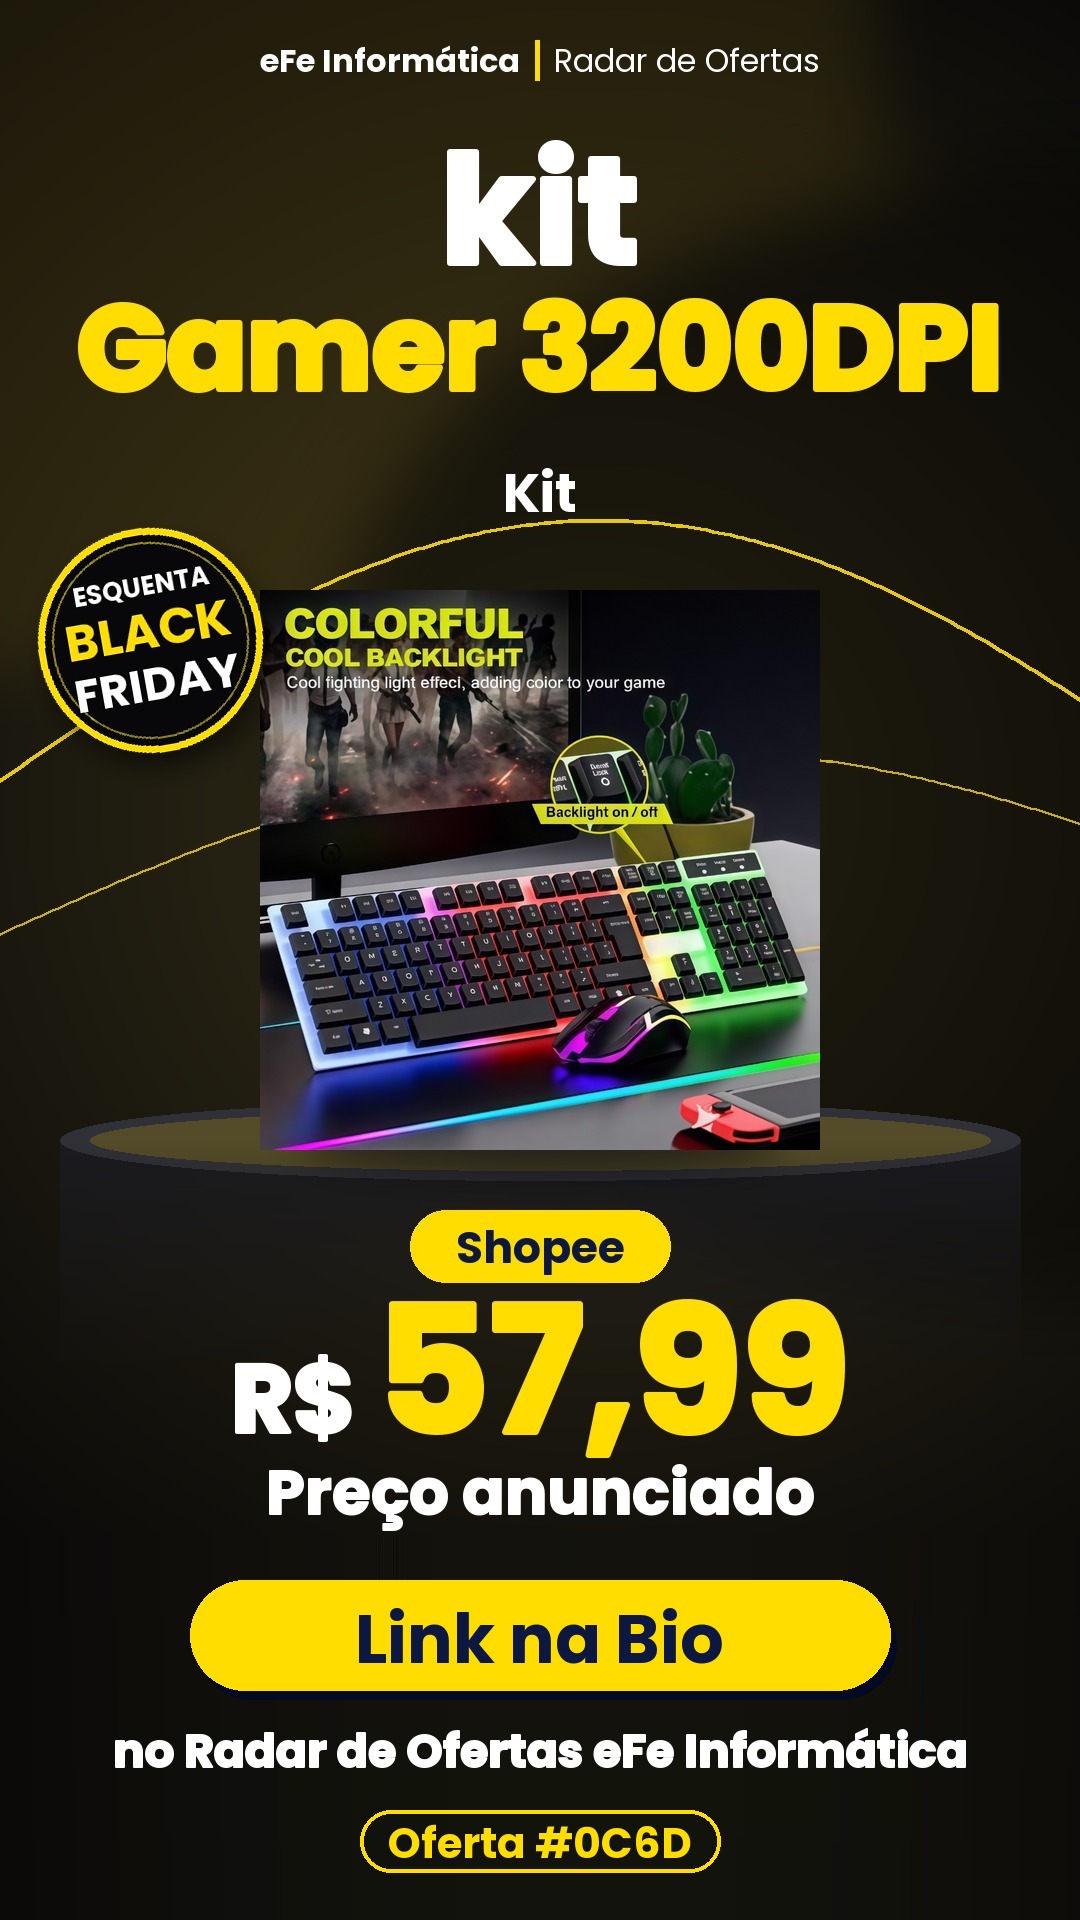 eFe Informática | Radar de Ofertas
kit
Gamer 3200DPI
Kit
ESQUENTA
BLACK
FRIDAY
COLORFUL
COOL BACKLIGHT
Cool fighting light effecl, adding color to your game
Backlight on / off
Shopee
R$ 57,99
Preço anunciado
Link na Bio
no Radar de Ofertas eFe Informática
Oferta #0C6D